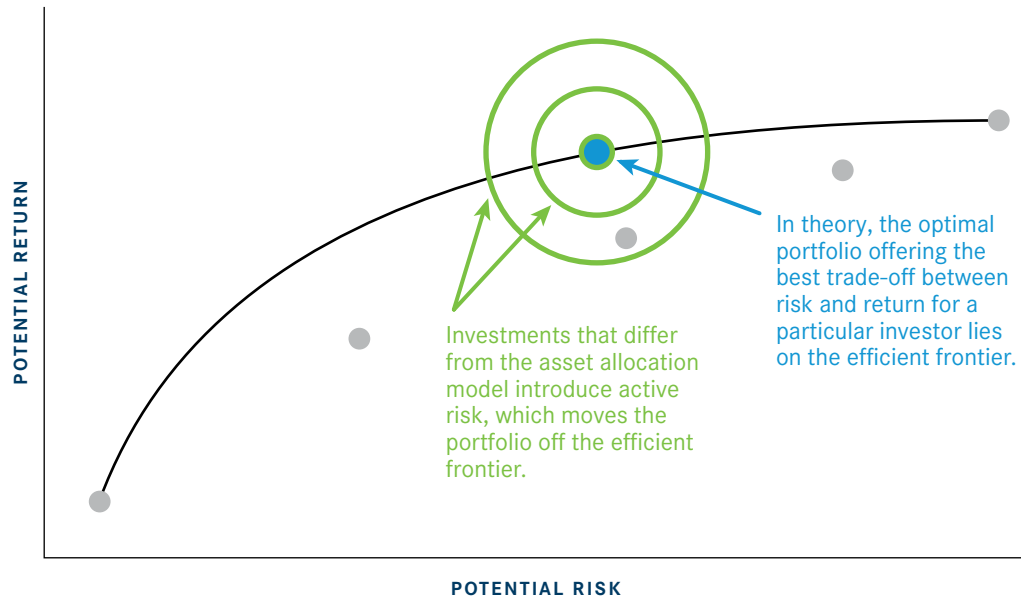 POTENTIAL RETURN
In theory, the optimal
portfolio offering the
best trade-off between
risk and return for a
particular investor lies
on the efficient frontier.
Investments that differ
from the asset allocation
model introduce active
risk, which moves the
portfolio off the efficient
frontier.
POTENTIAL RISK